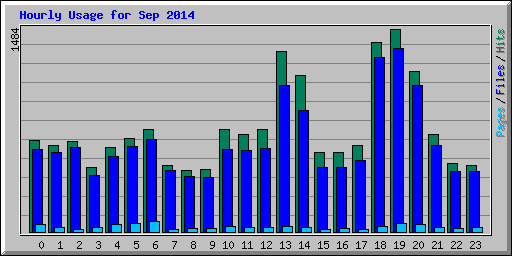 Hourly Usage for Sep 2014
1484
Pages/Files/Hits
0 1 2 3 4 5 6 7 8 9 10 11 12 13 14 15 16 17 18 19 20 21 22 23